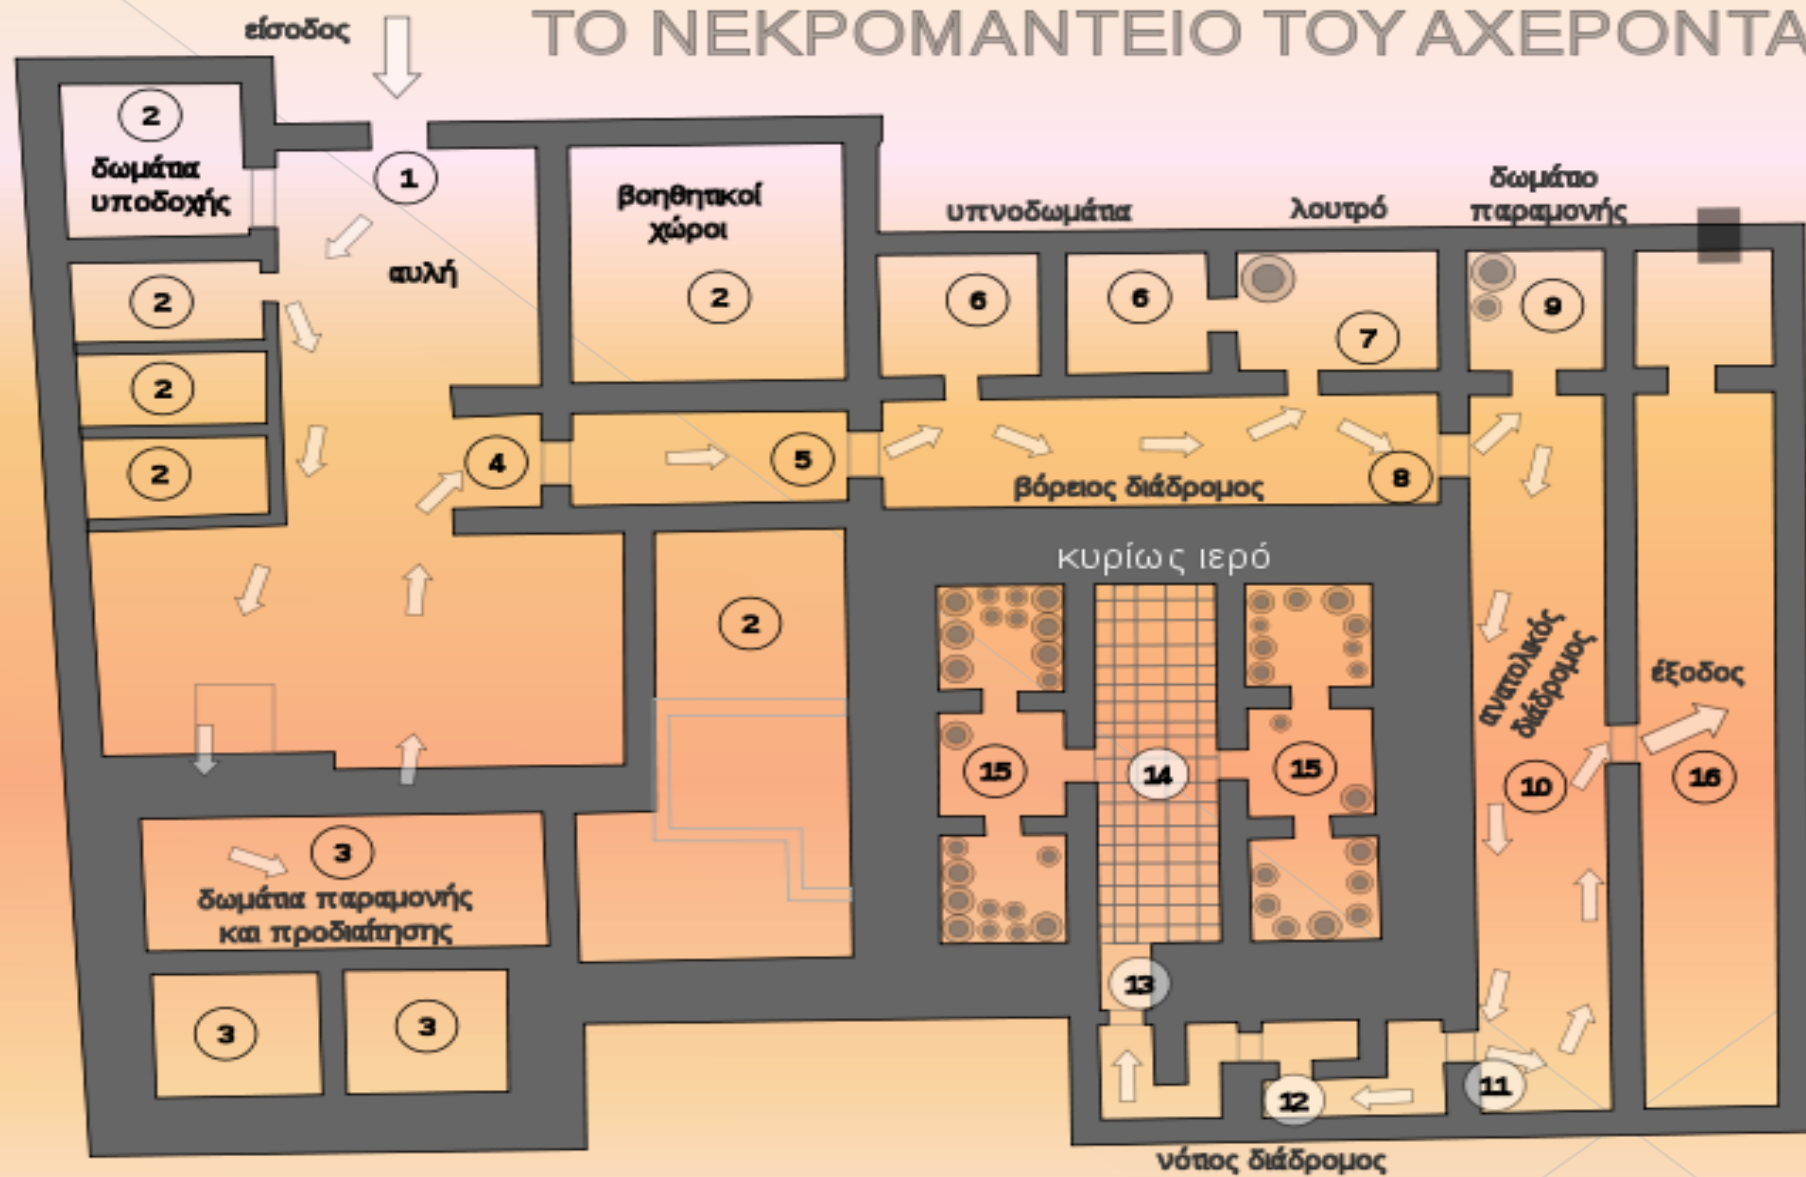 είσοδος
ΤΟ ΝΕΚΡΟΜΑΝΤΕΙΟ ΤΟΥ ΑΧΕΡΟΝΤΑ
2
δωμάτια
υποδοχής
1
βοηθητικοί
χώροι
2
υπνοδωμάτια
λουτρό
δωμάτιο
παραμονής
αυλή
2
6
6
7
9
2
2
4
5
8
βόρειος διάδρομος
κυρίως ιερό
2
ανατολικός
διάδρομος
έξοδος
15
14
15
10
16
3
δωμάτια παραμονής
και προδιαίτησης
3
3
13
12
11
νότιος διάδρομος